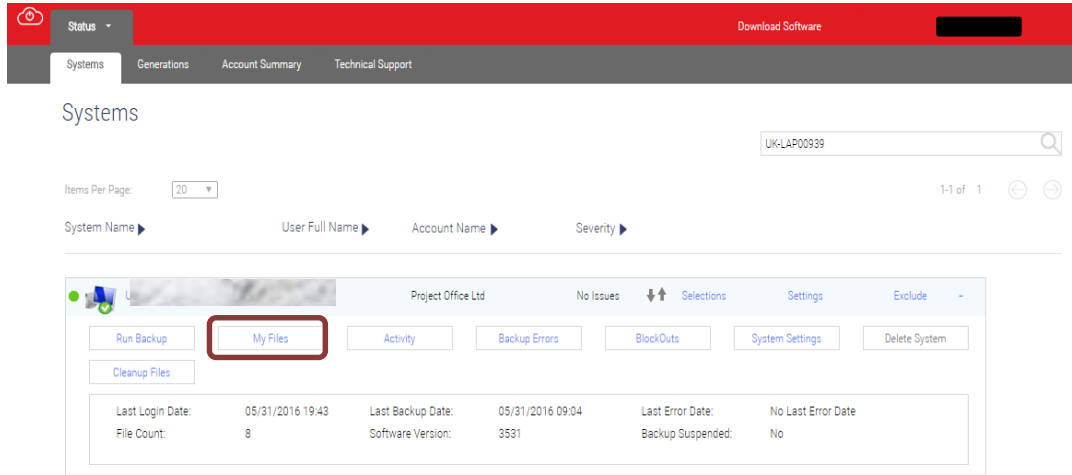 Status
Download Software
Systems
Generations
Account Summary
Technical Support
Systems
UK-LAP00939
Items Per Page:
20
1-1 of 1
System Name
User Full Name
Account Name
Severity
Project Office Ltd
No Issues
Selections
Settings
Exclude
-
Run Backup
My Files
Activity
Backup Errors
BlockOuts
System Settings
Delete System
Cleanup Files
Last Login Date: 05/31/2016 19:43 Last Backup Date: 05/31/2016 09:04 Last Error Date: No Last Error Date
File Count: 8 Software Version: 3531 Backup Suspended: No